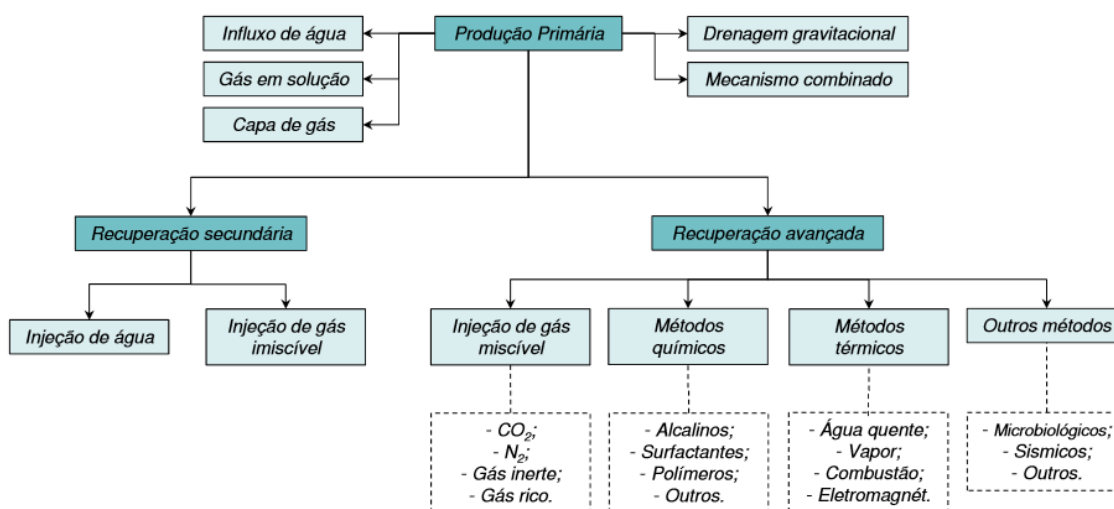 Influxo de água
Produção Primária
Drenagem gravitacional
Gás em solução
Mecanismo combinado
Capa de gás
Recuperação secundária
Recuperação avançada
Injeção de água
Injeção de gás
imiscível
Injeção de gás
miscível
Métodos
químicos
Métodos
térmicos
Outros métodos
- CO₂;
- N₂;
- Gás inerte;
- Gás rico.
- Alcalinos;
- Surfactantes;
- Polímeros;
- Outros.
- Água quente;
- Vapor;
- Combustão;
- Eletromagnét.
- Microbiológicos;
- Sismicos;
- Outros.